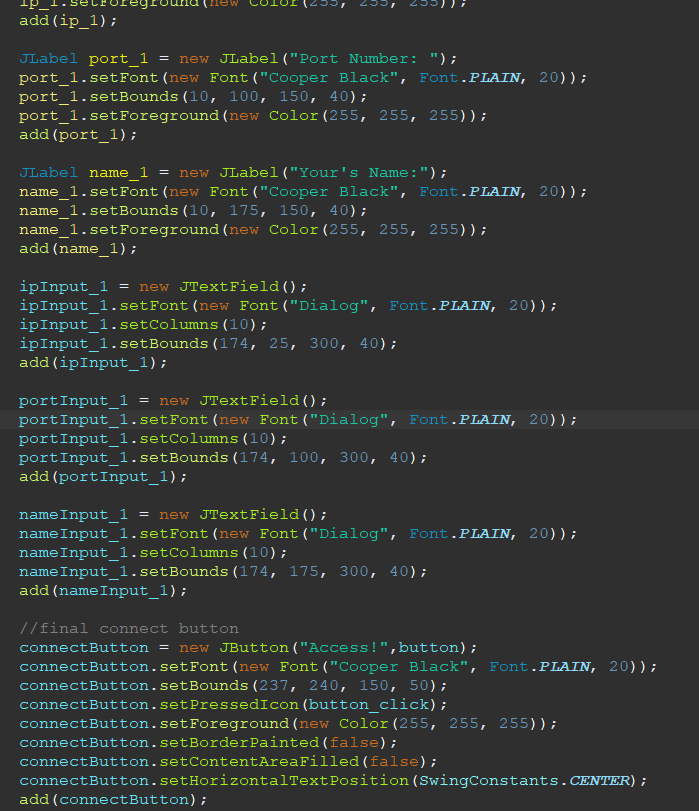 ip_1.setForeground(new Color(255, 255, 255));
add(ip_1);
JLabel port_1 = new JLabel("Port Number: ");
port_1.setFont(new Font("Cooper Black", Font.PLAIN, 20));
port_1.setBounds(10, 100, 150, 40);
port_1.setForeground(new Color(255, 255, 255));
add(port_1);
JLabel name_1 = new JLabel("Your's Name:");
name_1.setFont(new Font("Cooper Black", Font.PLAIN, 20));
name_1.setBounds(10, 175, 150, 40);
name_1.setForeground(new Color(255, 255, 255));
add(name_1);
ipInput_1 = new JTextField();
ipInput_1.setFont(new Font("Dialog", Font.PLAIN, 20));
ipInput_1.setColumns(10);
ipInput_1.setBounds(174, 25, 300, 40);
add(ipInput_1);
portInput_1 = new JTextField();
portInput_1.setFont(new Font("Dialog", Font.PLAIN, 20));
portInput_1.setColumns(10);
portInput_1.setBounds(174, 100, 300, 40);
add(portInput_1);
nameInput_1 = new JTextField();
nameInput_1.setFont(new Font("Dialog", Font.PLAIN, 20));
nameInput_1.setColumns(10);
nameInput_1.setBounds(174, 175, 300, 40);
add(nameInput_1);
//final connect button
connectButton = new JButton("Access!",button);
connectButton.setFont(new Font("Cooper Black", Font.PLAIN, 20));
connectButton.setBounds(237, 240, 150, 50);
connectButton.setPressedIcon(button_click);
connectButton.setForeground(new Color(255, 255, 255));
connectButton.setBorderPainted(false);
connectButton.setContentAreaFilled(false);
connectButton.setHorizontalTextPosition(SwingConstants.CENTER);
add(connectButton);